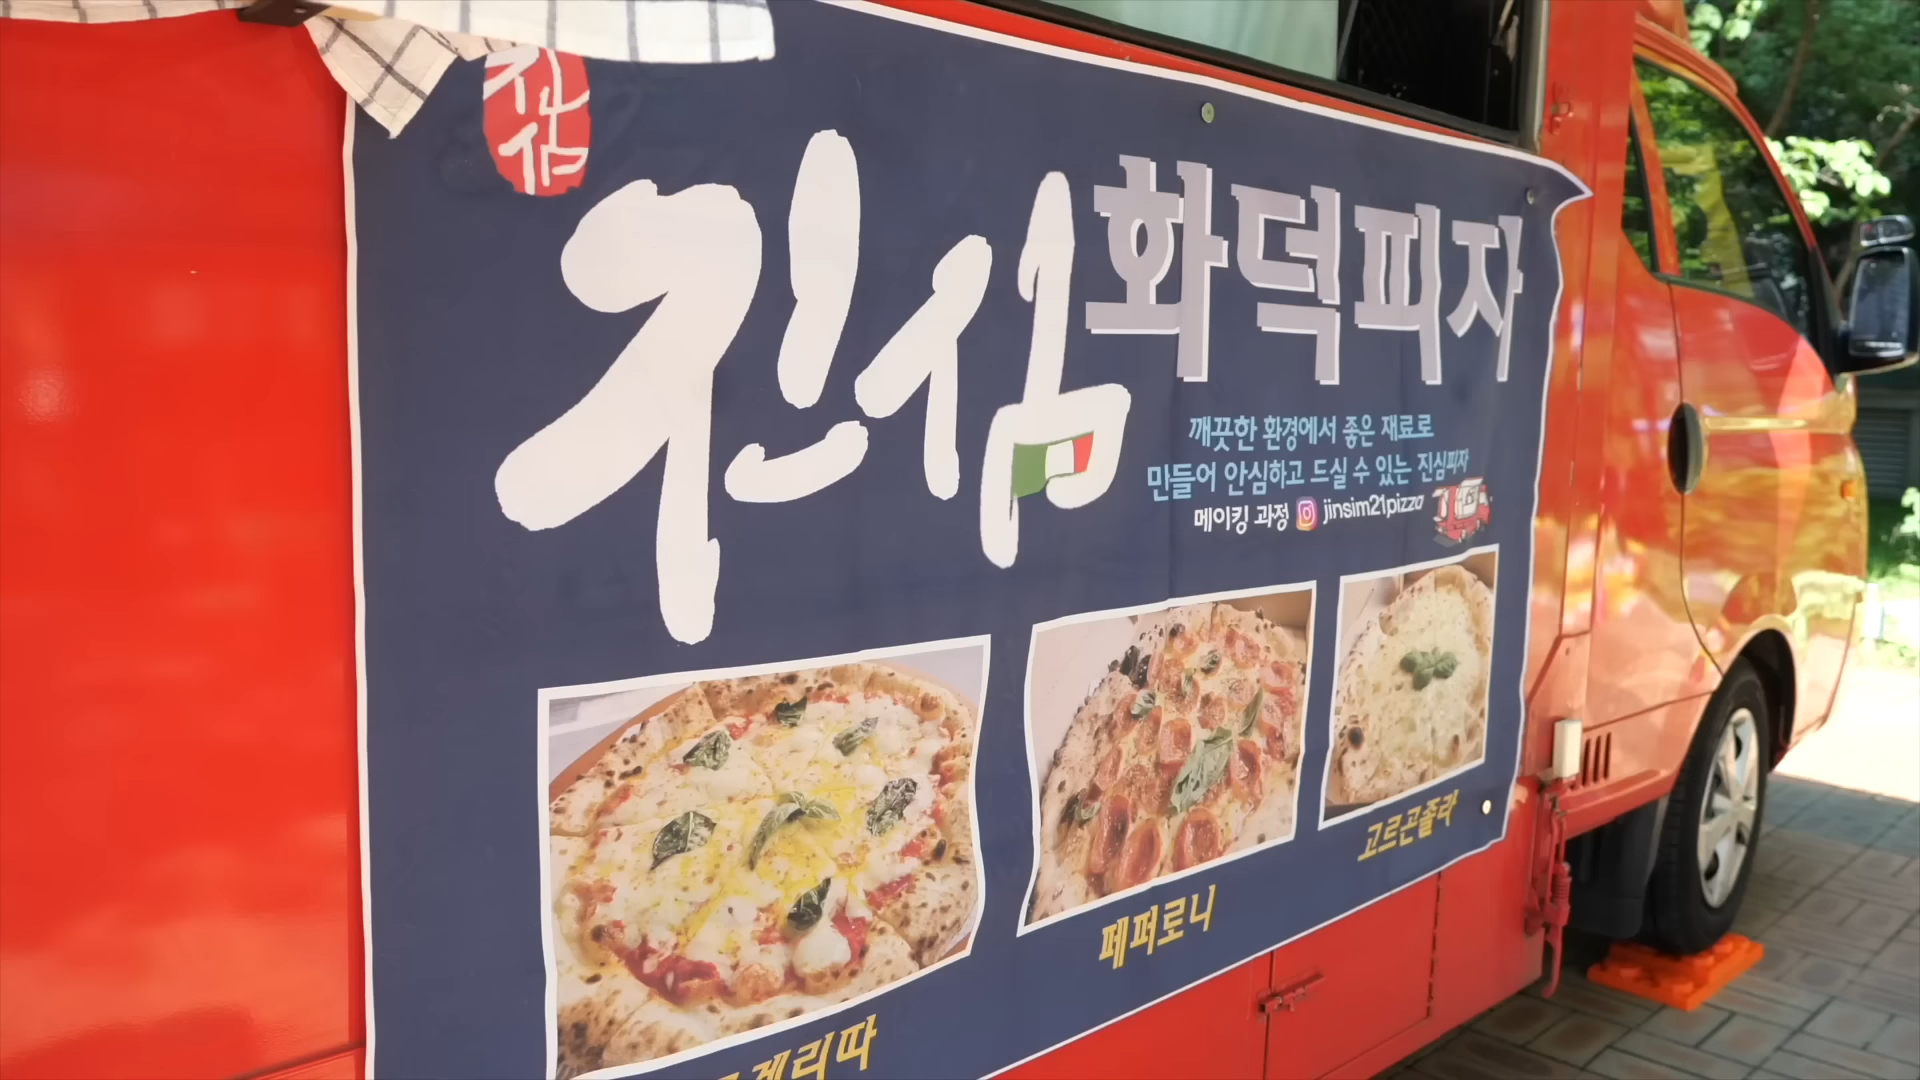 진심
진심 화덕피자
깨끗한 환경에서 좋은 재료로
만들어 안심하고 드실 수 있는 진심피자
메이킹 과정 jinsim21pizza
고르곤졸라
페퍼로니